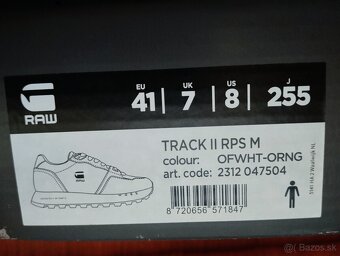 RAW
EU UK US J
41 7 8 255
TRACK II RPS M
colour: OFWHT-ORNG
art. code: 2312 047504
8 720656 571847
Bazos.sk